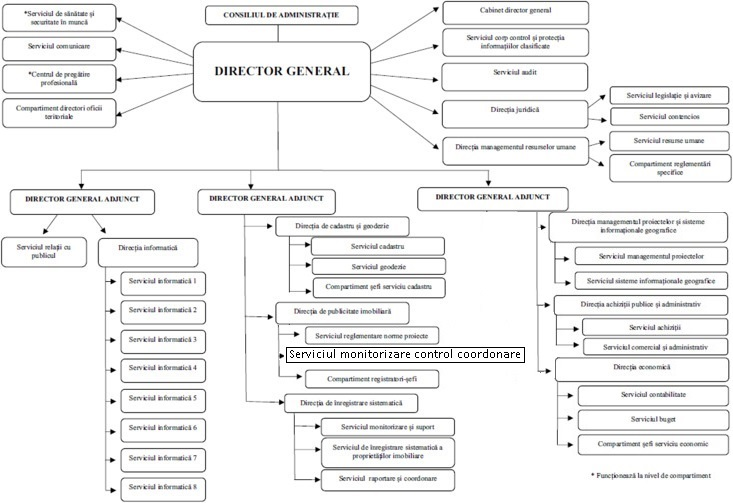 CONSILIUL DE ADMINISTRAȚIE
DIRECTOR GENERAL
*Serviciul de sănătate și
securitate în muncă
Serviciul comunicare
*Centrul de pregătire
profesională
Compartiment directori oficii
teritoriale
Cabinet director general
Serviciul corp control și protecția
informațiilor clasificate
Serviciul audit
Direcția juridică
Serviciul legislație și avizare
Serviciul contencios
Direcția managementul resurselor umane
Serviciul resurse umane
Compartiment reglementări
specifice
DIRECTOR GENERAL ADJUNCT
Serviciul relații cu
publicul
Direcția informatică
Serviciul informatică 1
Serviciul informatică 2
Serviciul informatică 3
Serviciul informatică 4
Serviciul informatică 5
Serviciul informatică 6
Serviciul informatică 7
Serviciul informatică 8
DIRECTOR GENERAL ADJUNCT
Direcția de cadastru și geodezie
Serviciul cadastru
Serviciul geodezie
Compartiment șefi serviciu cadastru
Direcția de publicitate imobiliară
Serviciul reglementare norme proiecte
Serviciul monitorizare control coordonare
Compartiment registratori-șefi
Direcția de înregistrare sistematică
Serviciul monitorizare și suport
Serviciul de înregistrare sistematică a
proprietăților imobiliare
Serviciul raportare și coordonare
DIRECTOR GENERAL ADJUNCT
Direcția managementul proiectelor și sisteme
informaționale geografice
Serviciul managementul proiectelor
Serviciul sisteme informaționale geografice
Direcția achiziții publice și administrativ
Serviciul achiziții
Serviciul comercial și administrativ
Direcția economică
Serviciul contabilitate
Serviciul buget
Compartiment șefi serviciu economic
* Funcționează la nivel de compartiment